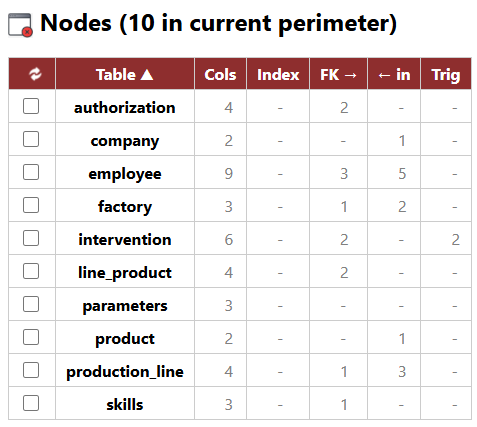 Nodes (10 in current perimeter)
Table ▲ Cols Index FK → ← in Trig
authorization 4 - 2 - -
company 2 - - 1 -
employee 9 - 3 5 -
factory 3 - 1 2 -
intervention 6 - 2 - 2
line_product 4 - 2 - -
parameters 3 - - - -
product 2 - - 1 -
production_line 4 - 1 3 -
skills 3 - 1 - -